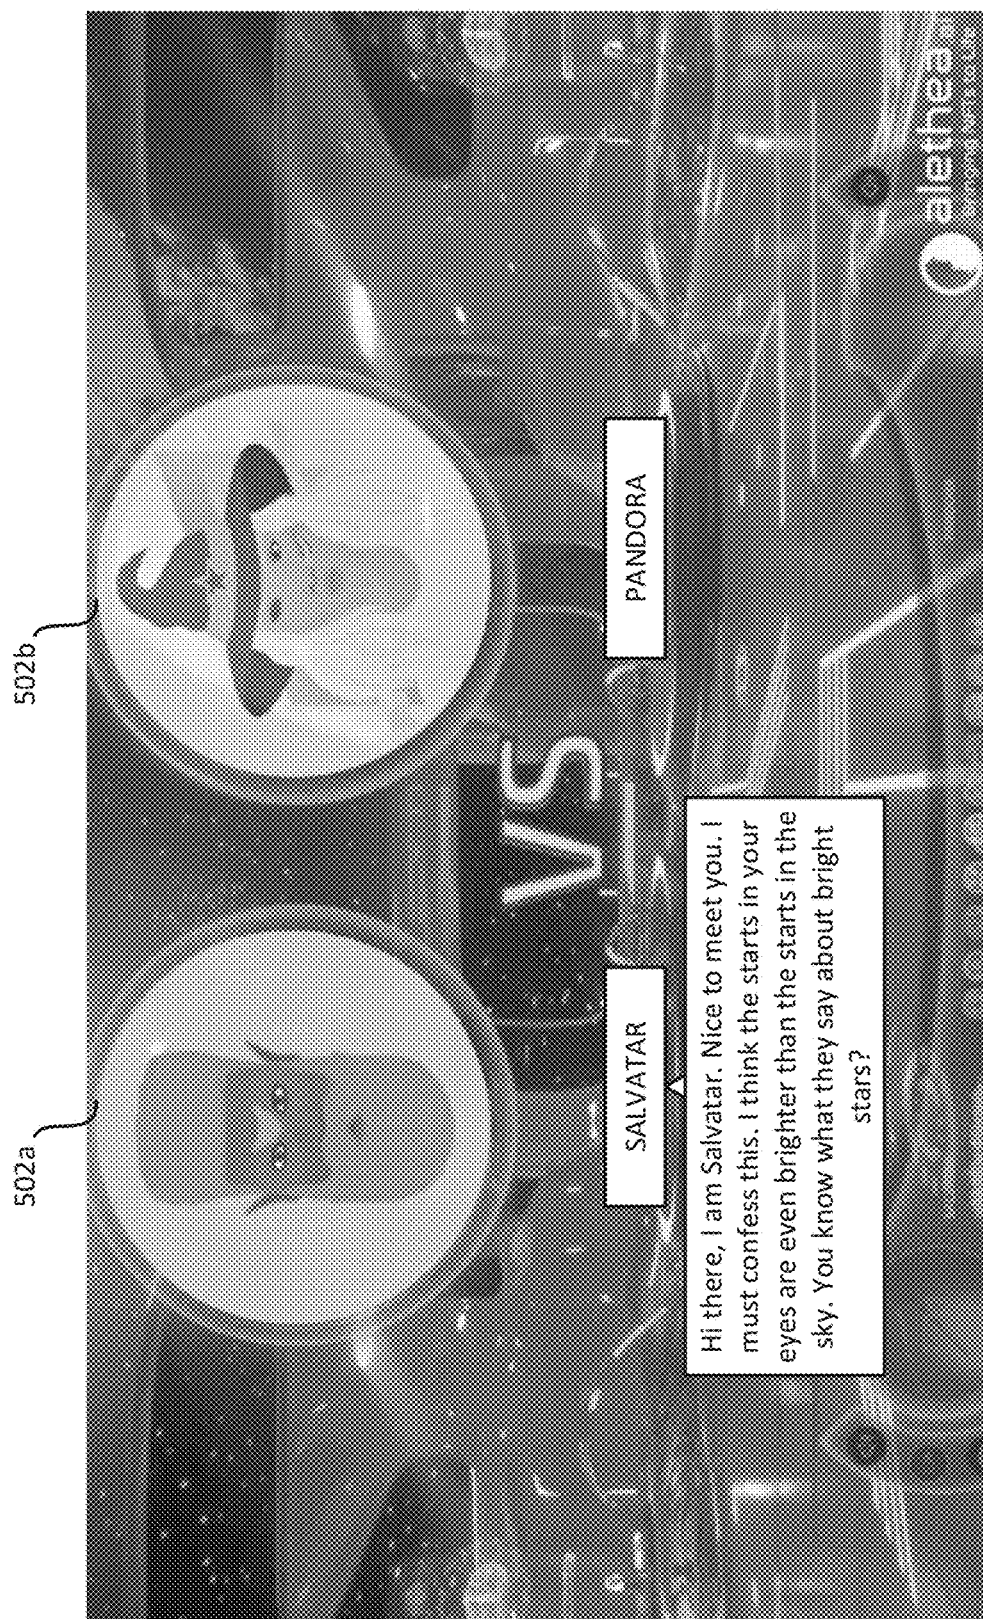 502a
502b
VS
SALVATAR
PANDORA
Hi there, I am Salvatar. Nice to meet you. I
must confess this. I think the starts in your
eyes are even brighter than the starts in the
sky. You know what they say about bright
stars?
alethea.ai
bringing